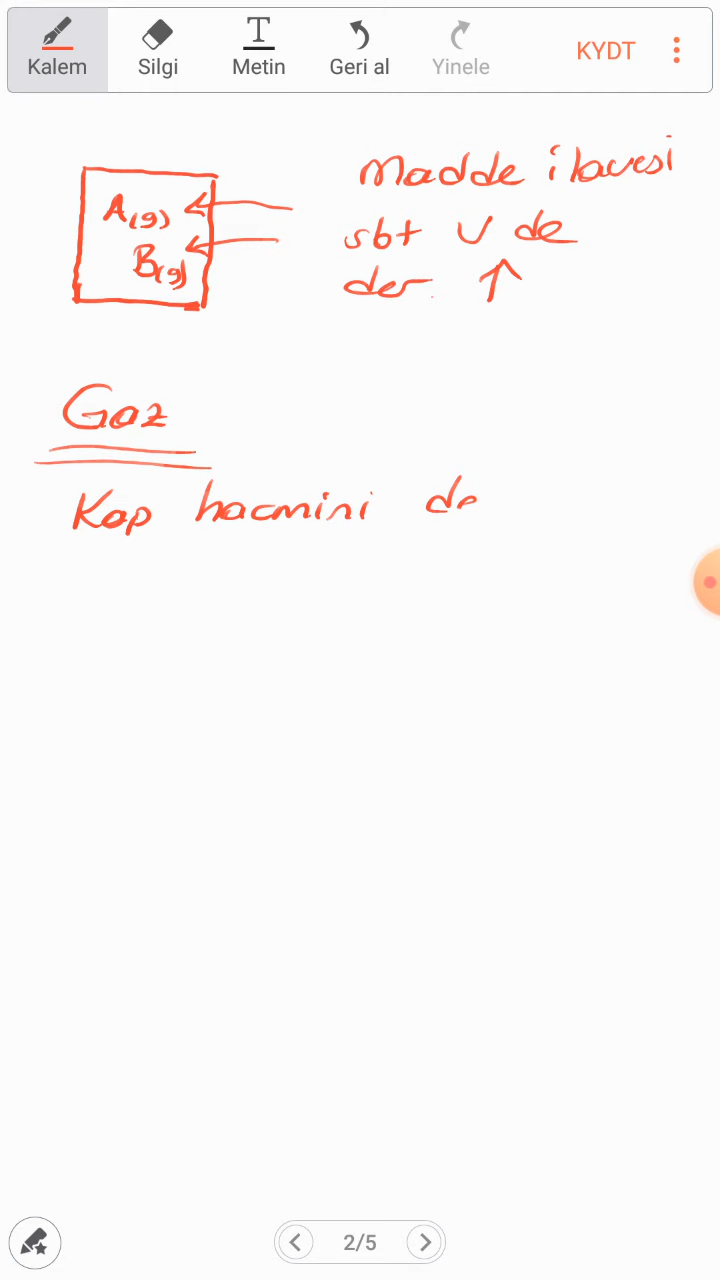 Kalem Silgi Metin Geri al Yinele KYDT
A(g)
B(g)
Madde ilavesi
sbt V de
der. ↑
Gaz
Kap hacmini de
2/5